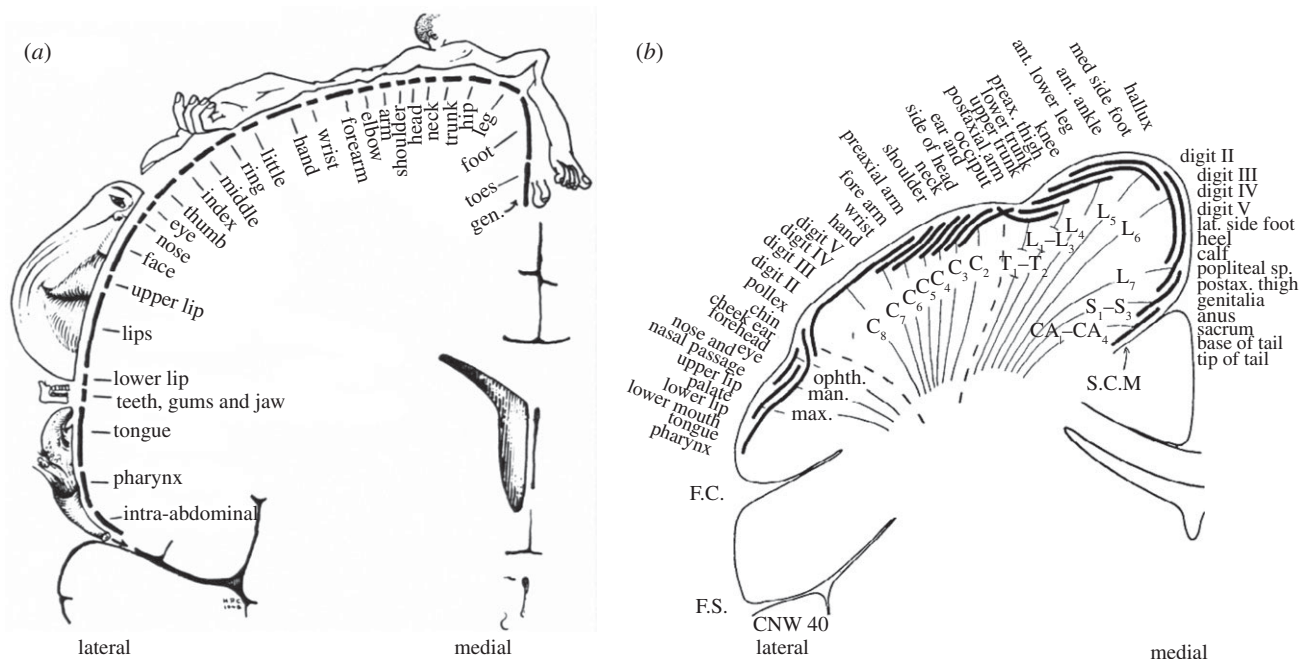 (a)
toes
foot
leg
hip
trunk
neck
head
shoulder
arm
elbow
forearm
wrist
hand
little
ring
middle
index
thumb
eye
nose
face
upper lip
lips
lower lip
teeth, gums and jaw
tongue
pharynx
intra-abdominal
gen.
lateral
medial
(b)
hallux
med side foot
ant. ankle
ant. lower leg
knee
preax. thigh
lower trunk
upper trunk
postaxial arm
occiput
ear and
side of head
neck
shoulder
preaxial arm
fore arm
wrist
hand
digit V
digit IV
digit III
digit II
pollex
chin
cheek ear
forehead
nose and eye
nasal passage
upper lip
palate
lower lip
lower mouth
tongue
pharynx
digit II
digit III
digit IV
digit V
lat. side foot
heel
calf
popliteal sp.
postax. thigh
genitalia
anus
sacrum
base of tail
tip of tail
C8
C7
C6
C5
C4
C3
C2
T1–T2
L1–L3
L4
L5
L6
L7
S1–S3
CA1–CA4
S.C.M
ophth.
man.
max.
F.C.
F.S.
CNW 40
lateral
medial